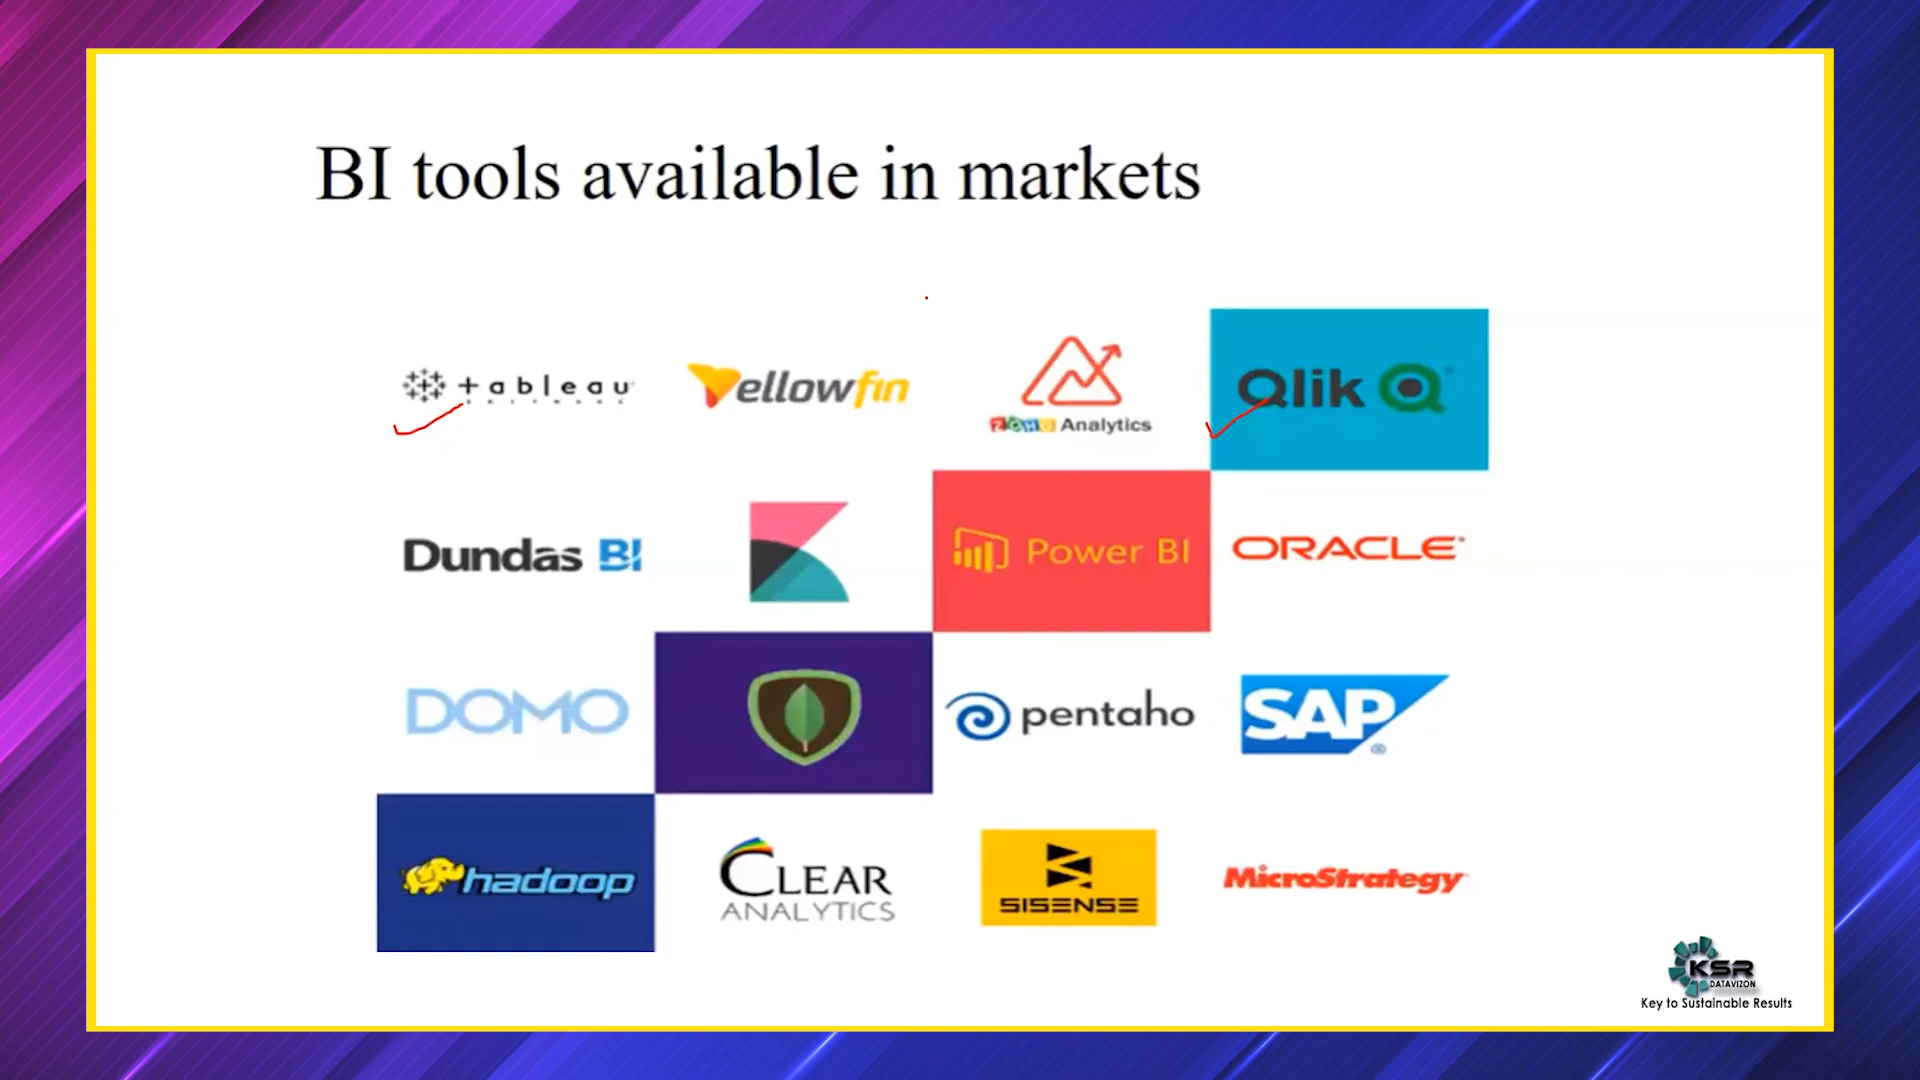 BI tools available in markets
+ableau
Yellowfin
ZOHO Analytics
Qlik
Dundas BI
Power BI
ORACLE
DOMO
pentaho
SAP
hadoop
CLEAR
ANALYTICS
SISENSE
MicroStrategy
KSR
DATAVIZON
Key to Sustainable Results